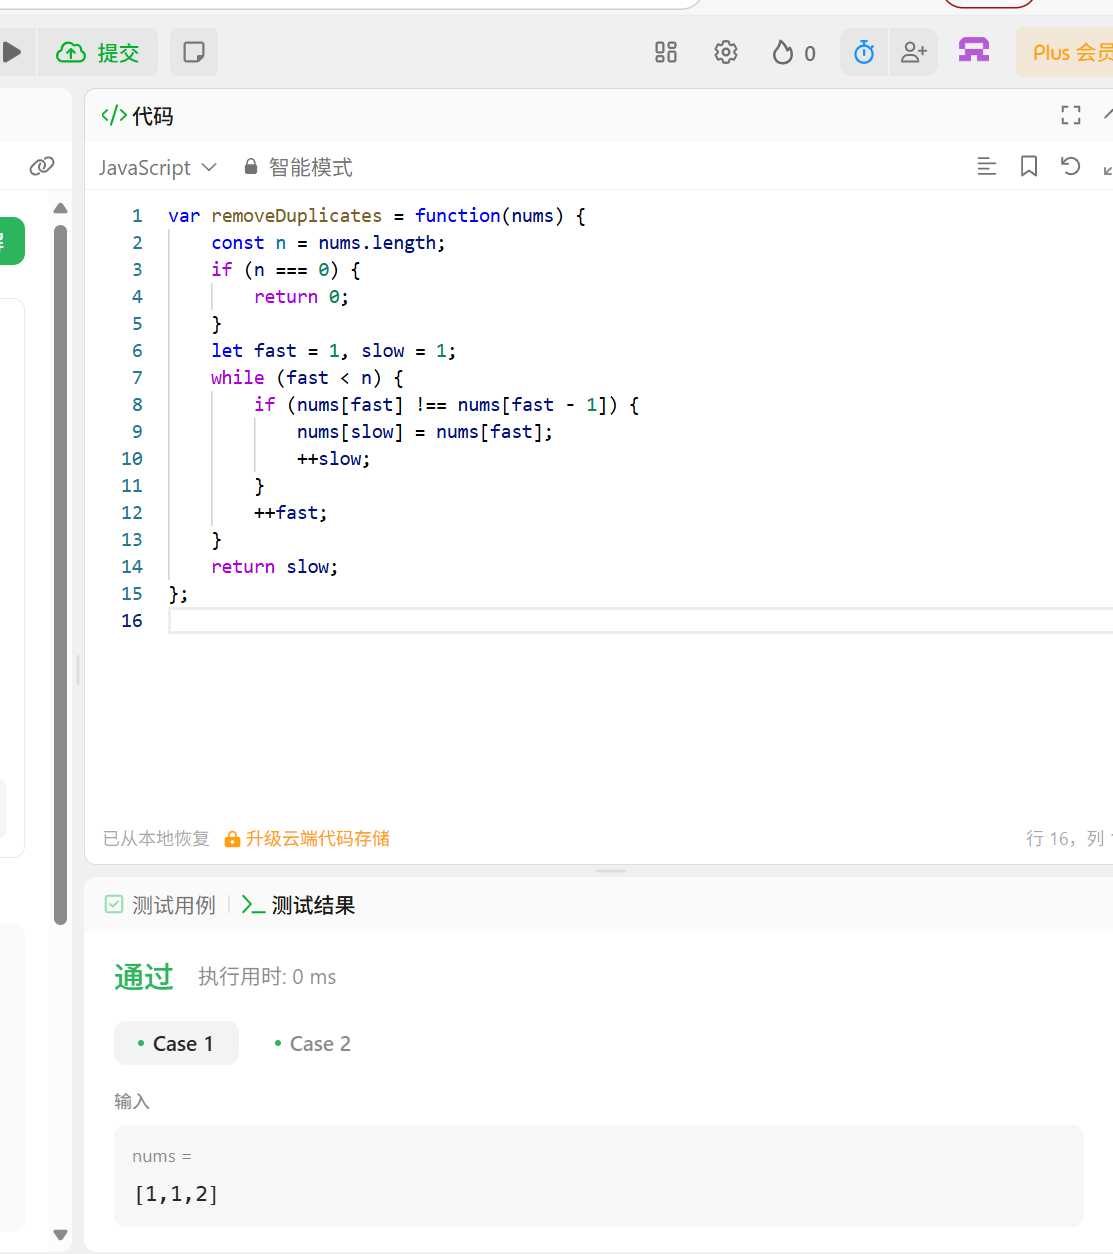 提交
0
Plus 会员
代码
JavaScript
智能模式
1 var removeDuplicates = function(nums) {
2 const n = nums.length;
3 if (n === 0) {
4 return 0;
5 }
6 let fast = 1, slow = 1;
7 while (fast < n) {
8 if (nums[fast] !== nums[fast - 1]) {
9 nums[slow] = nums[fast];
10 ++slow;
11 }
12 ++fast;
13 }
14 return slow;
15 };
16
已从本地恢复 升级云端代码存储 行 16，列
测试用例 测试结果
通过 执行用时: 0 ms
Case 1 Case 2
输入
nums =
[1,1,2]